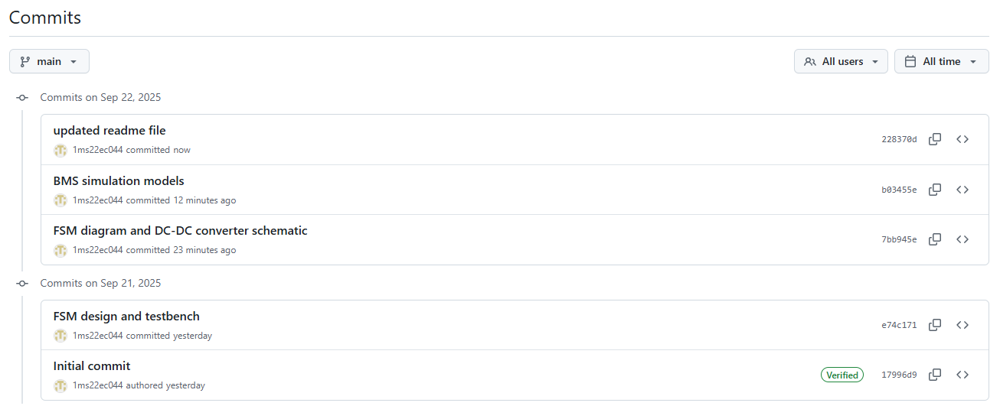 Commits
main All users All time
Commits on Sep 22, 2025
updated readme file
1ms22ec044 committed now 228370d
BMS simulation models
1ms22ec044 committed 12 minutes ago b03455e
FSM diagram and DC-DC converter schematic
1ms22ec044 committed 23 minutes ago 7bb945e
Commits on Sep 21, 2025
FSM design and testbench
1ms22ec044 committed yesterday e74c171
Initial commit
1ms22ec044 authored yesterday Verified 17996d9